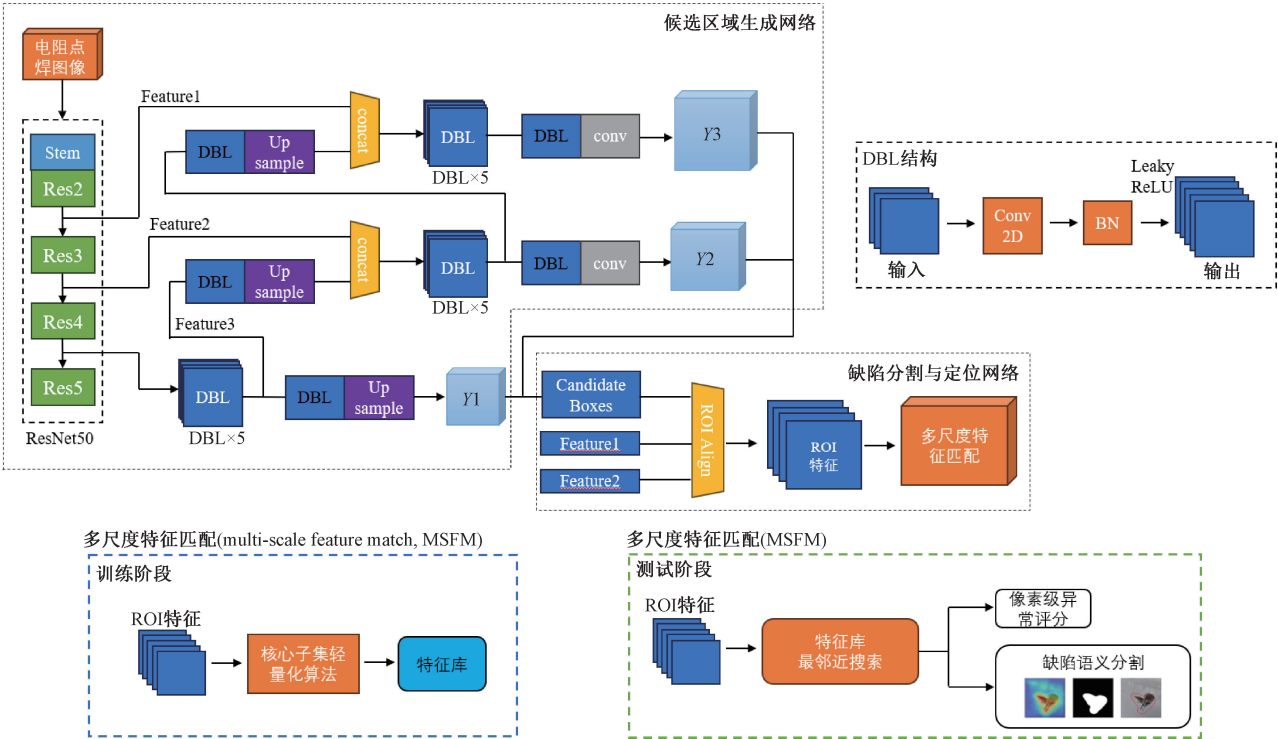 候选区域生成网络
电阻点
焊图像
Feature1
Stem
Res2
DBL
Up
sample
concat
DBL
DBL×5
DBL
conv
Y3
Feature2
Res3
DBL
Up
sample
concat
DBL
DBL×5
DBL
conv
Y2
Res4
Feature3
Res5
ResNet50
DBL
DBL×5
DBL
Up
sample
Y1
DBL结构
输入
Conv
2D
BN
Leaky
ReLU
输出
缺陷分割与定位网络
Candidate
Boxes
Feature1
Feature2
ROI Align
ROI
特征
多尺度特
征匹配
多尺度特征匹配(multi-scale feature match, MSFM)
训练阶段
ROI特征
核心子集轻
量化算法
特征库
多尺度特征匹配(MSFM)
测试阶段
ROI特征
特征库
最邻近搜索
像素级异
常评分
缺陷语义分割